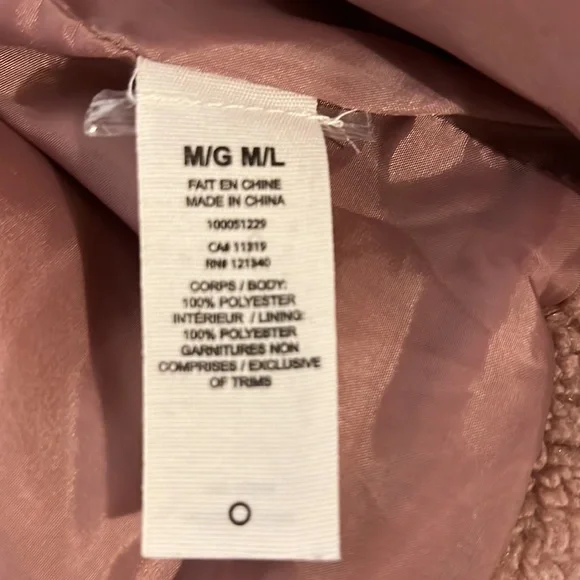 M/G M/L
FAIT EN CHINE
MADE IN CHINA
100051229
CA# 11319
RN# 121340
CORPS / BODY:
100% POLYESTER
INTÉRIEUR / LINING:
100% POLYESTER
GARNITURES NON
COMPRISES / EXCLUSIVE
OF TRIMS
O